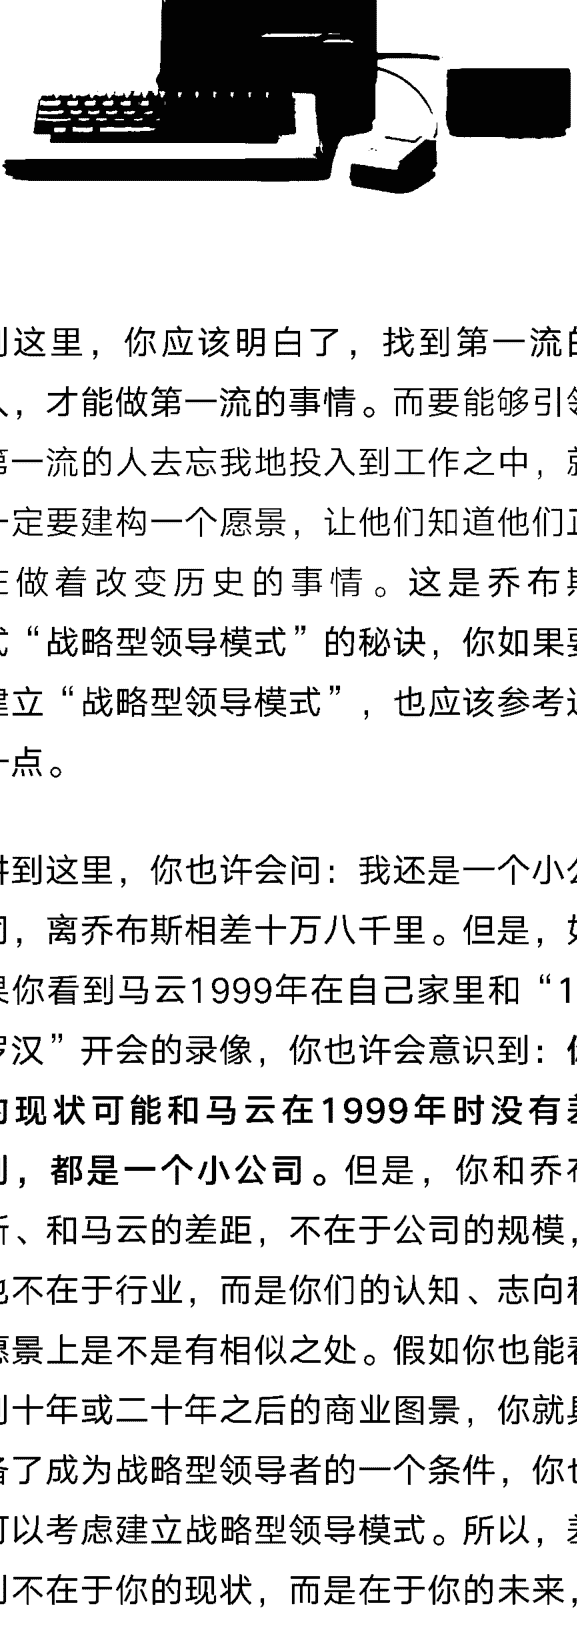 这里，你应该明白了，找到第一流的
，才能做第一流的事情。而要能够引领
第一流的人去忘我地投入到工作之中，就
一定要建构一个愿景，让他们知道他们正
在做着改变历史的事情。这是乔布斯
式“战略型领导模式”的秘诀，你如果要
建立“战略型领导模式”，也应该参考这
一点。
讲到这里，你也许会问：我还是一个小公
司，离乔布斯相差十万八千里。但是，如
果你看到马云1999年在自己家里和“1
罗汉”开会的录像，你也许会意识到：你
的现状可能和马云在1999年时没有差
别，都是一个小公司。但是，你和乔布
斯、和马云的差距，不在于公司的规模，
也不在于行业，而是你们的认知、志向和
愿景上是不是有相似之处。假如你也能看
到十年或二十年之后的商业图景，你就具
备了成为战略型领导者的一个条件，你也
可以考虑建立战略型领导模式。所以，差
别不在于你的现状，而是在于你的未来，